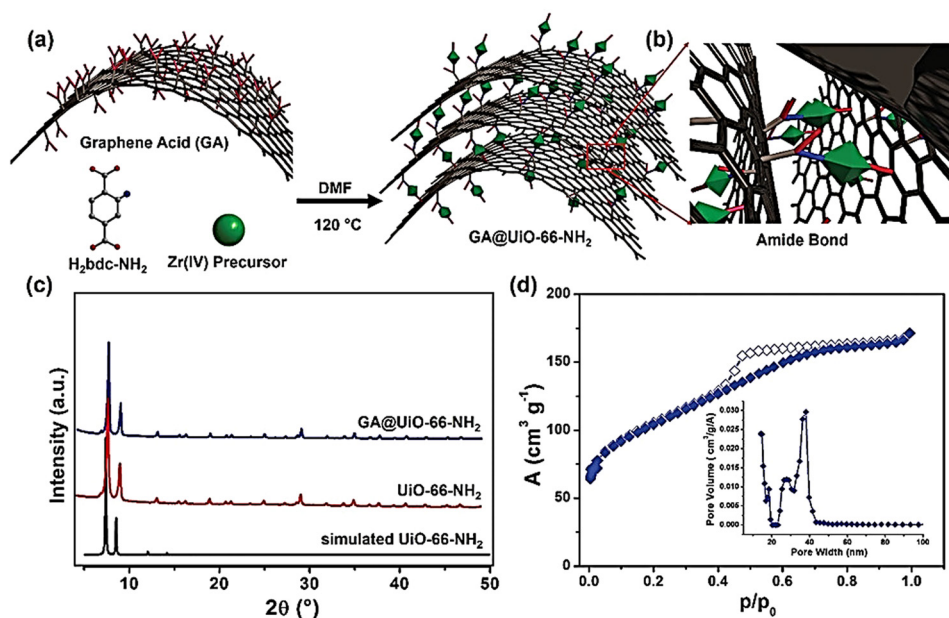 (a)
Graphene Acid (GA)
H₂bdc-NH₂
Zr(IV) Precursor
DMF
120 °C
GA@UiO-66-NH₂
(b)
Amide Bond
(c)
Intensity (a.u.)
GA@UiO-66-NH₂
UiO-66-NH₂
simulated UiO-66-NH₂
10
20
30
40
50
2θ (°)
(d)
A (cm³ g⁻¹)
200
150
100
50
0
0.0
0.2
0.4
0.6
0.8
1.0
p/p₀
Pore Volume ( cm³/g/A)
0.030
0.025
0.020
0.015
0.010
0.005
0.000
20
40
60
80
100
Pore Width (nm)